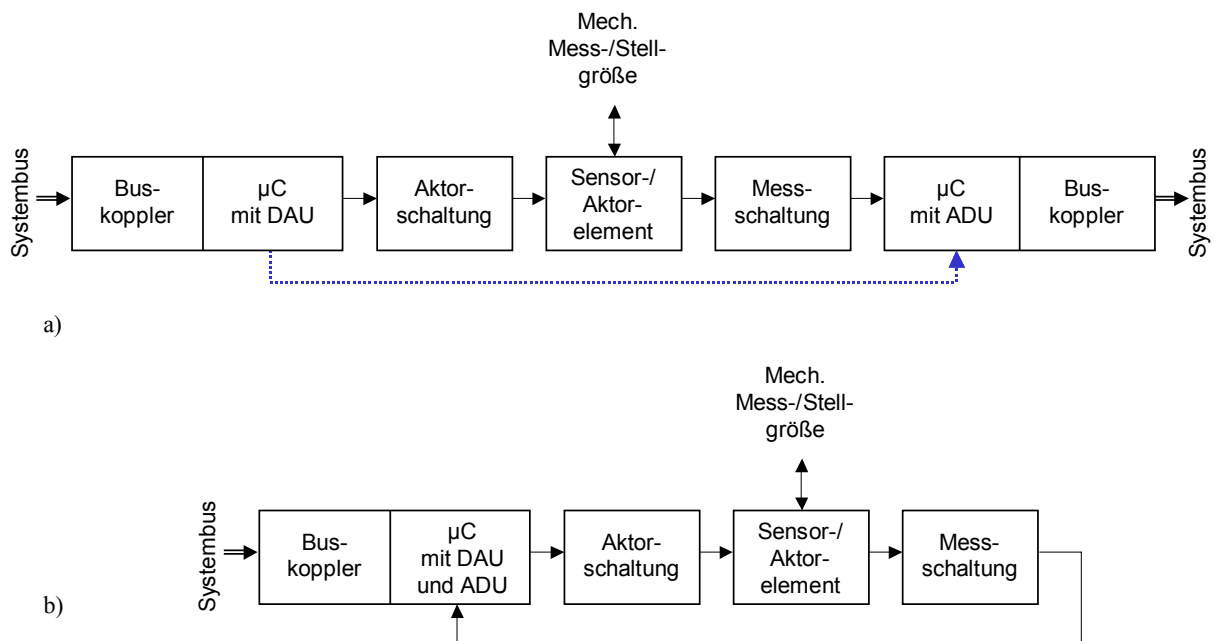 Mech.
Mess-/Stell-
größe
Systembus
Bus-
koppler
µC
mit DAU
Aktor-
schaltung
Sensor-/
Aktor-
element
Mess-
schaltung
µC
mit ADU
Bus-
koppler
Systembus
a)
Mech.
Mess-/Stell-
größe
Systembus
Bus-
koppler
µC
mit DAU
und ADU
Aktor-
schaltung
Sensor-/
Aktor-
element
Mess-
schaltung
b)